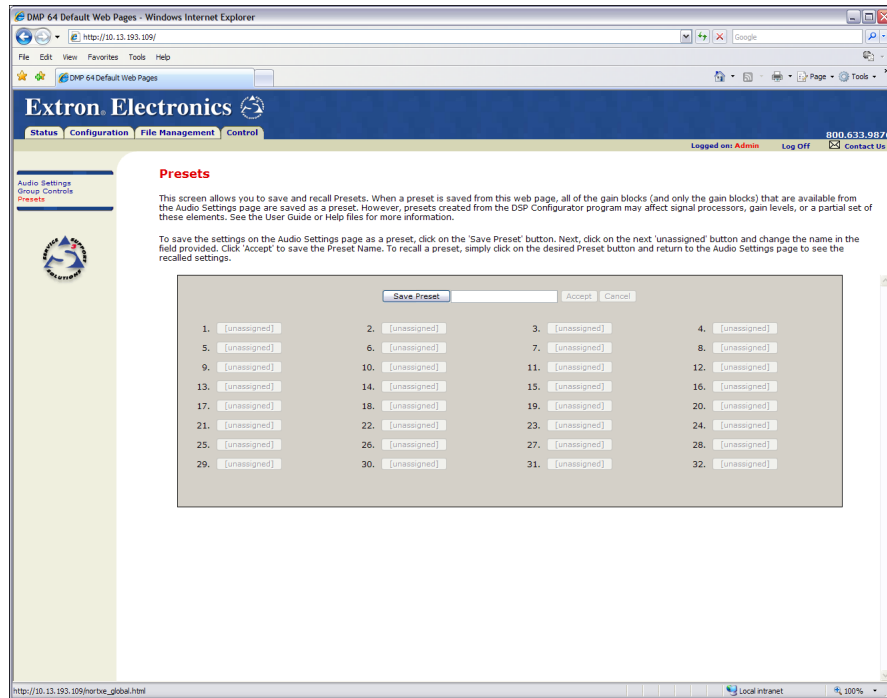 DMP 64 Default Web Pages - Windows Internet Explorer
http://10.13.193.109/
Google
File Edit View Favorites Tools Help
DMP 64 Default Web Pages
Page Tools
Extron® Electronics
Status Configuration File Management Control
800.633.987
Logged on: Admin Log Off Contact Us
Audio Settings
Group Controls
Presets
SERVICE SUPPORT SOLUTIONS
S3
Presets
This screen allows you to save and recall Presets. When a preset is saved from this web page, all of the gain blocks (and only the gain blocks) that are available from
the Audio Settings page are saved as a preset. However, presets created from the DSP Configurator program may affect signal processors, gain levels, or a partial set of
these elements. See the User Guide or Help files for more information.
To save the settings on the Audio Settings page as a preset, click on the 'Save Preset' button. Next, click on the next 'unassigned' button and change the name in the
field provided. Click 'Accept' to save the Preset Name. To recall a preset, simply click on the desired Preset button and return to the Audio Settings page to see the
recalled settings.
Save Preset Accept Cancel
1. [unassigned] 2. [unassigned] 3. [unassigned] 4. [unassigned]
5. [unassigned] 6. [unassigned] 7. [unassigned] 8. [unassigned]
9. [unassigned] 10. [unassigned] 11. [unassigned] 12. [unassigned]
13. [unassigned] 14. [unassigned] 15. [unassigned] 16. [unassigned]
17. [unassigned] 18. [unassigned] 19. [unassigned] 20. [unassigned]
21. [unassigned] 22. [unassigned] 23. [unassigned] 24. [unassigned]
25. [unassigned] 26. [unassigned] 27. [unassigned] 28. [unassigned]
29. [unassigned] 30. [unassigned] 31. [unassigned] 32. [unassigned]
http://10.13.193.109/nortxe_global.html
Local intranet 100%